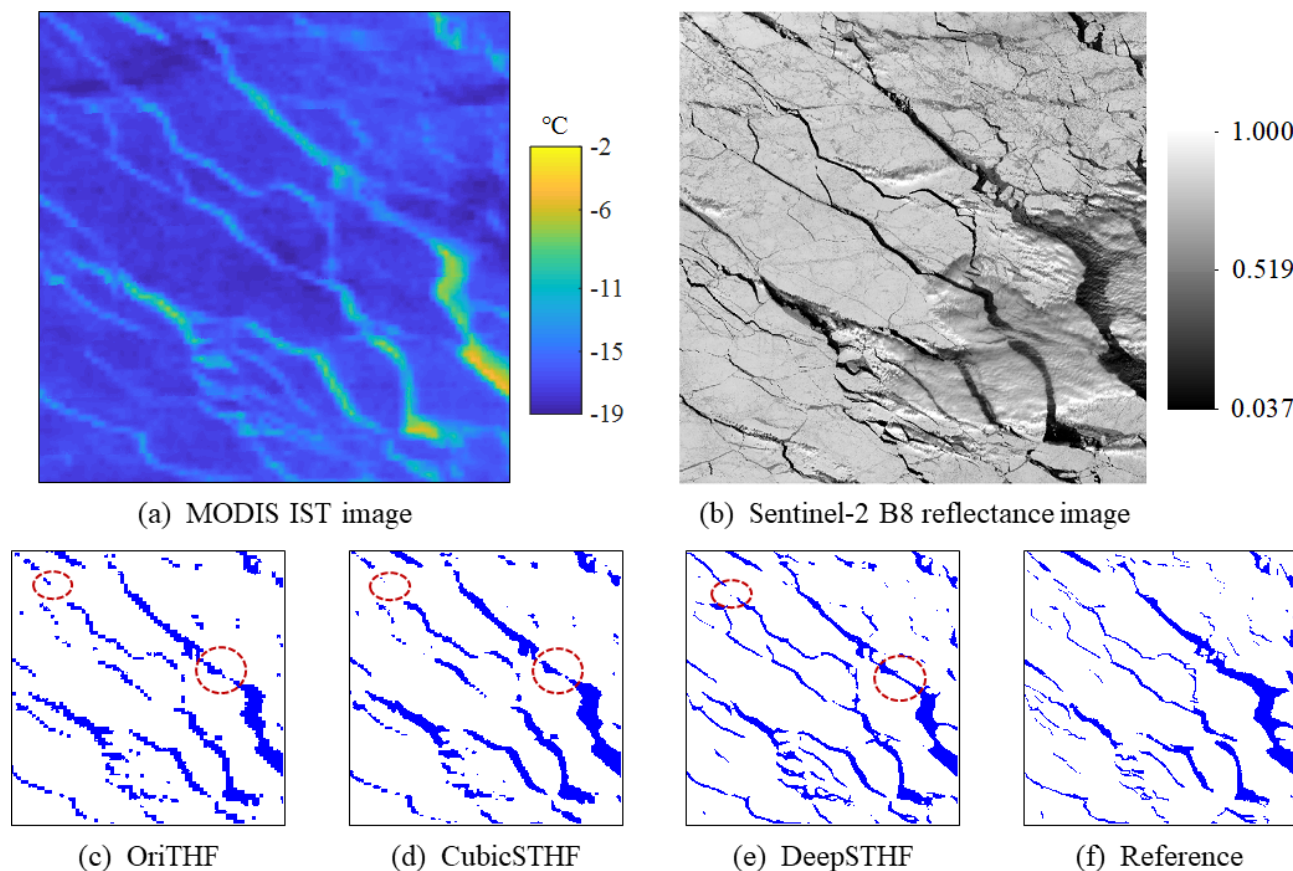 °C
-2
-6
-11
-15
-19
1.000
0.519
0.037
(a) MODIS IST image
(b) Sentinel-2 B8 reflectance image
(c) OriTHF
(d) CubicSTHF
(e) DeepSTHF
(f) Reference